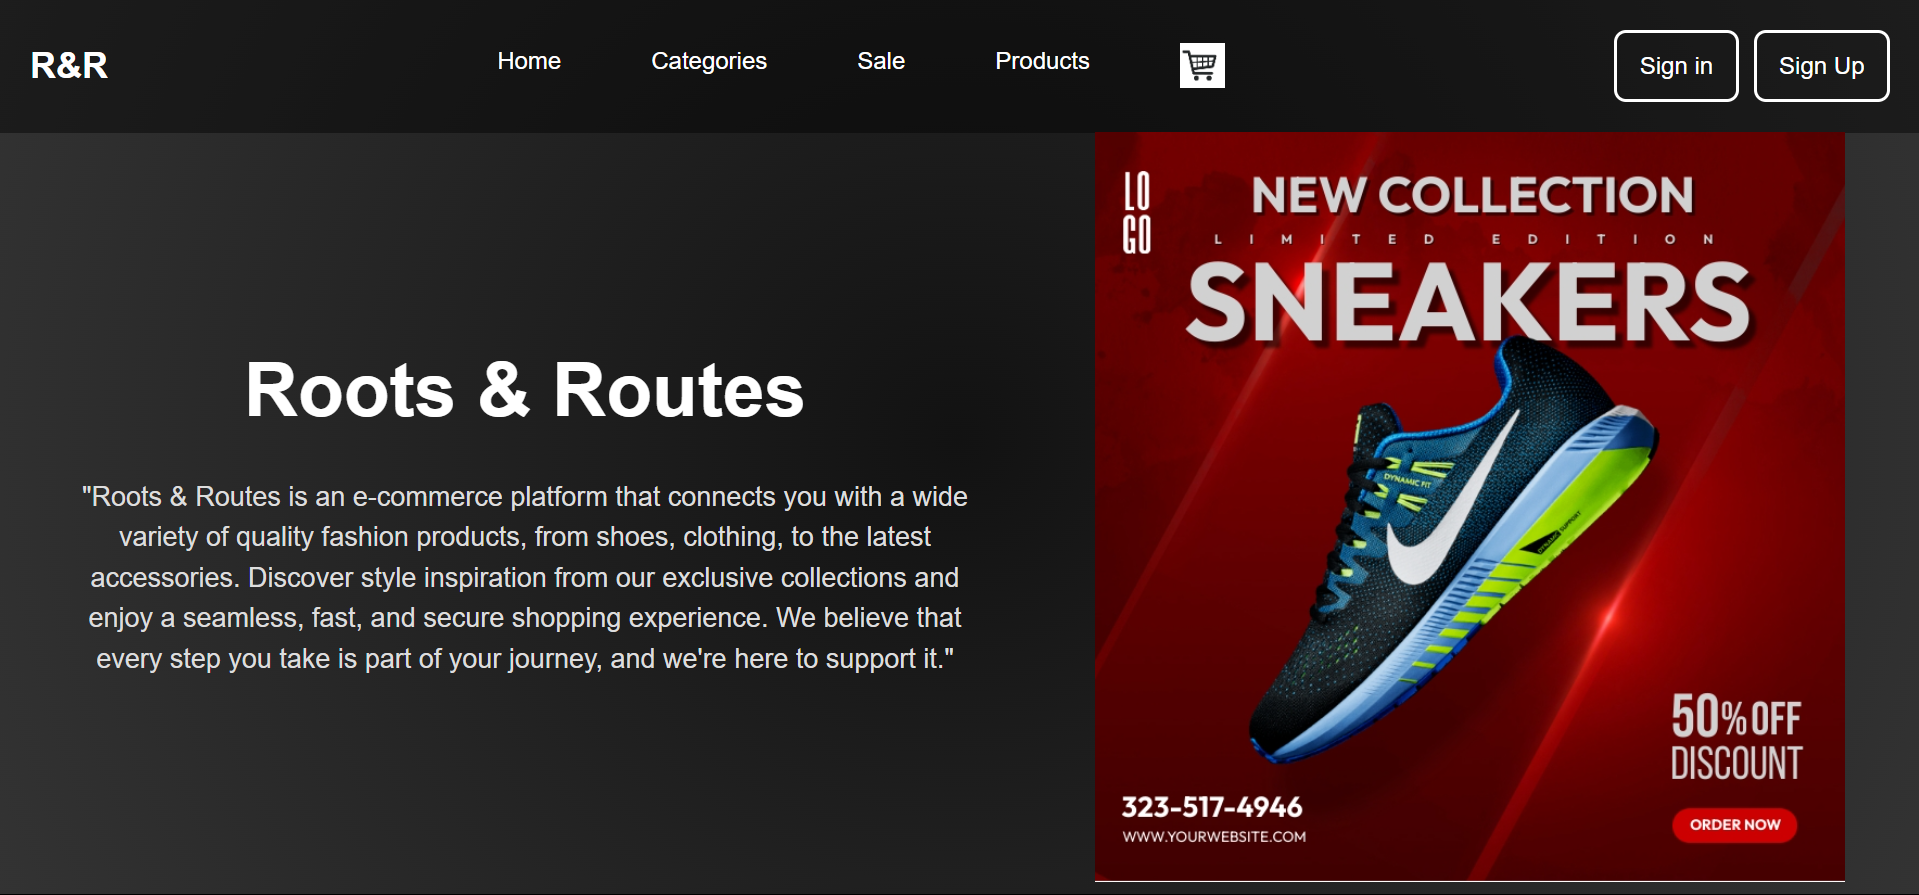 R&R
Home
Categories
Sale
Products
Sign in
Sign Up
Roots & Routes
"Roots & Routes is an e-commerce platform that connects you with a wide
variety of quality fashion products, from shoes, clothing, to the latest
accessories. Discover style inspiration from our exclusive collections and
enjoy a seamless, fast, and secure shopping experience. We believe that
every step you take is part of your journey, and we're here to support it."
LO
GO
NEW COLLECTION
LIMITED EDITION
SNEAKERS
DYNAMIC FIT
DYNAMIC SUPPORT
50% OFF
DISCOUNT
323-517-4946
WWW.YOURWEBSITE.COM
ORDER NOW